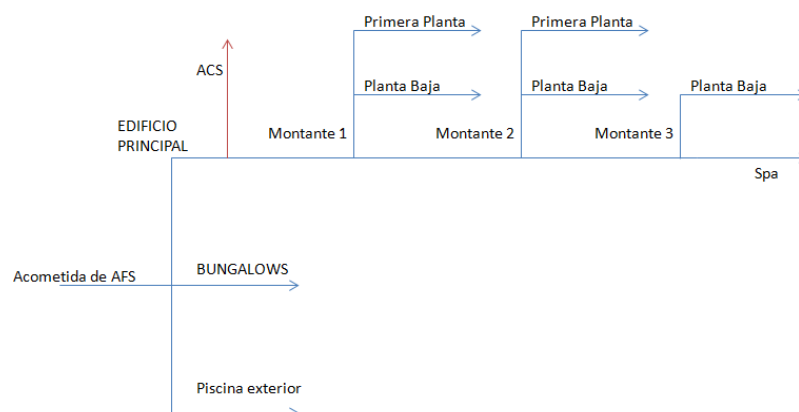 Primera Planta
Primera Planta
ACS
Planta Baja
Planta Baja
Planta Baja
EDIFICIO
PRINCIPAL
Montante 1
Montante 2
Montante 3
Spa
Acometida de AFS
BUNGALOWS
Piscina exterior